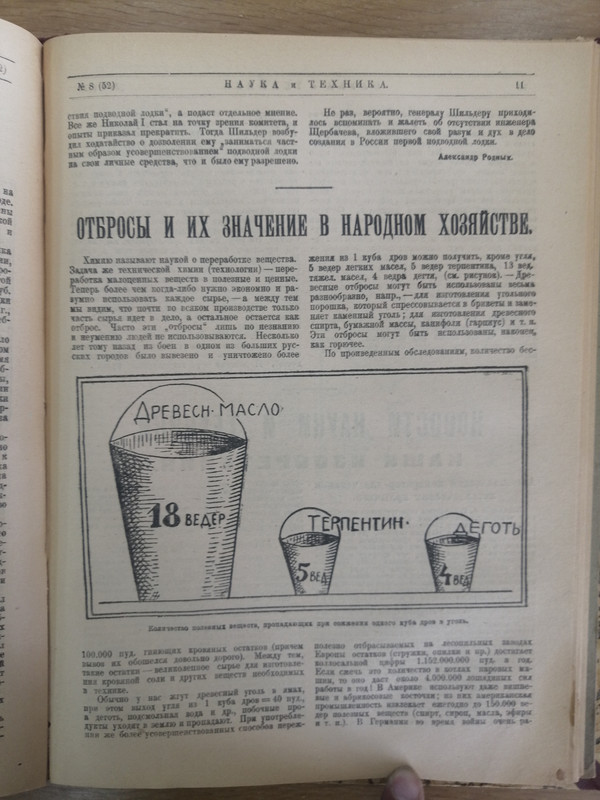 № 8 (52)
НАУКА и ТЕХНИКА.
11
ствия подводной лодки", а подаст отдельное мнение.
Все же Николай I стал на точку зрения комитета, и
опыты приказал прекратить. Тогда Шильдер возбу-
дил ходатайство о дозволении ему „заниматься част-
ным образом усовершенствованием" подводной лодки
на свои личные средства, что и было ему разрешено.
Не раз, вероятно, генералу Шильдеру приходи-
лось вспоминать и жалеть об отсутствии инженера
Щербачева, вложившего свой разум и дух в дело
создания в России первой подводной лодки.
Александр Родных.
ОТБРОСЫ И ИХ ЗНАЧЕНИЕ В НАРОДНОМ ХОЗЯЙСТВЕ.
Химию называют наукой о переработке вещества.
Задача же технической химии (технологии) — пере-
работка малоценных веществ в полезные и ценные.
Теперь более чем когда-либо нужно экономно и ра-
зумно использовать каждое сырье, — а между тем
мы видим, что почти во всяком производстве только
часть сырья идет в дело, а остальное остается как
отброс. Часто эти „отбросы" лишь по незнанию
и неумению людей не используются. Несколько
лет тому назад из боен в одном из больших рус-
ских городов было вывезено и уничтожено более
жения из 1 куба дров можно получить, кроме угля,
5 ведер легких масел, 5 ведер терпентина, 13 вед.
тяжел. масел, 4 ведра дегтя, (см. рисунок). — Дре-
весные отбросы могут быть использованы весьма
разнообразно, напр., — для изготовления угольного
порошка, который спрессовывается в брикеты и заме-
няет каменный уголь; для изготовления древесного
спирта, бумажной массы, канифоли (гарпиус) и т. п.
Эти отбросы могут быть использованы, наконец,
как горючее.
По произведенным обследованиям, количество бес-
ДРЕВЕСН. МАСЛО
18 ВЕДЕР
ТЕРПЕНТИН.
5 ВЕД.
ДЕГОТЬ
4 ВЕД
Количество полезных веществ, пропадающих при сжигании одного куба дров в уголь.
100.000 пуд. гниющих кровяных остатков (причем
вывоз их обошелся довольно дорого). Между тем,
такие остатки — великолепное сырье для изготовле-
ния кровяной соли и других веществ необходимых
в технике.
Обычно у нас жгут древесный уголь в ямах,
при этом выход угля из 1 куба дров — 40 пуд.,
а деготь, подсмольная вода и др., побочные про-
дукты уходят в землю и пропадают. При употребле-
нии же более усовершенствованных способов переж-
полезно отбрасываемых на лесопильных заводах
Европы остатков (стружки, опилки и пр.) достигает
колоссальной цифры 1.152.000.000 пуд. в год.
Если сжечь это количество в целях паровых ма-
шин, то оно даст около 4.000.000 лошадиных сил
работы в год! В Америке используют даже вишне-
вые и абрикосовые косточки; из них американская
промышленность извлекает ежегодно до 150.000 ве-
дер полезных веществ (спирт, сироп, масла, эфиры
и т. п.). В Германии во время войны очень ра-